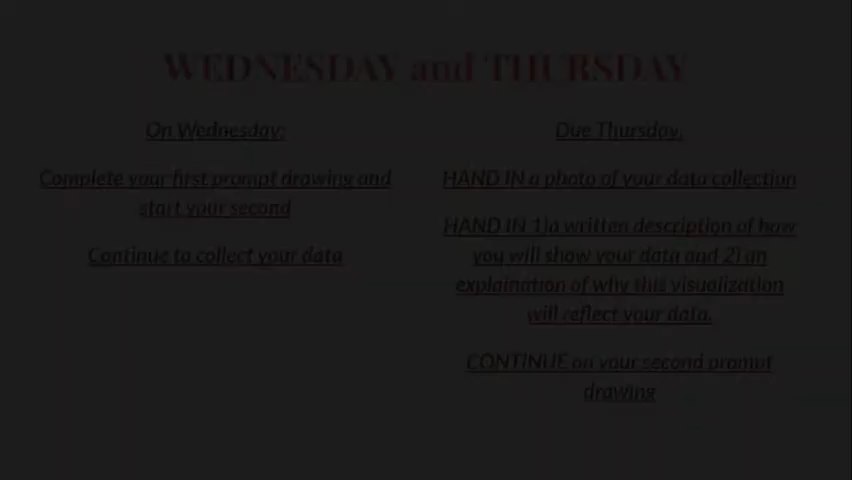 WEDNESDAY and THURSDAY
On Wednesday:
Complete your first prompt drawing and
start your second
Continue to collect your data
Due Thursday:
HAND IN a photo of your data collection
HAND IN 1)a written description of how
you will show your data and 2) an
explaination of why this visualization
will reflect your data.
CONTINUE on your second prompt
drawing